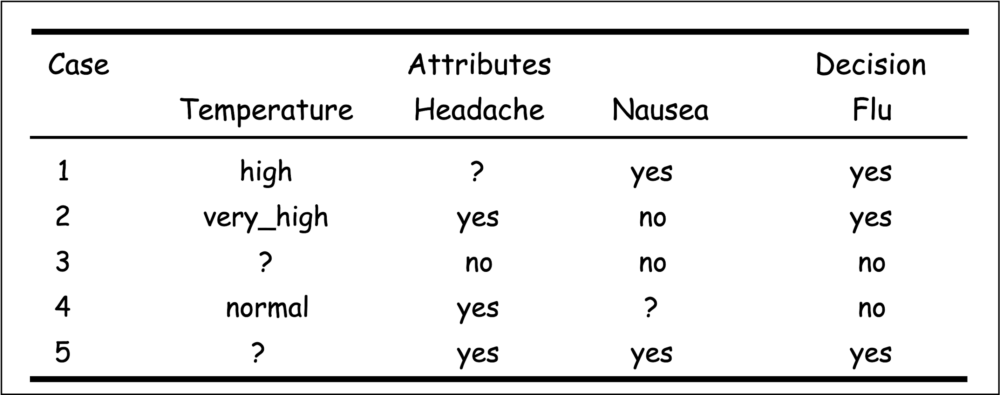 Case Attributes Decision
Temperature Headache Nausea Flu
1 high ? yes yes
2 very_high yes no yes
3 ? no no no
4 normal yes ? no
5 ? yes yes yes